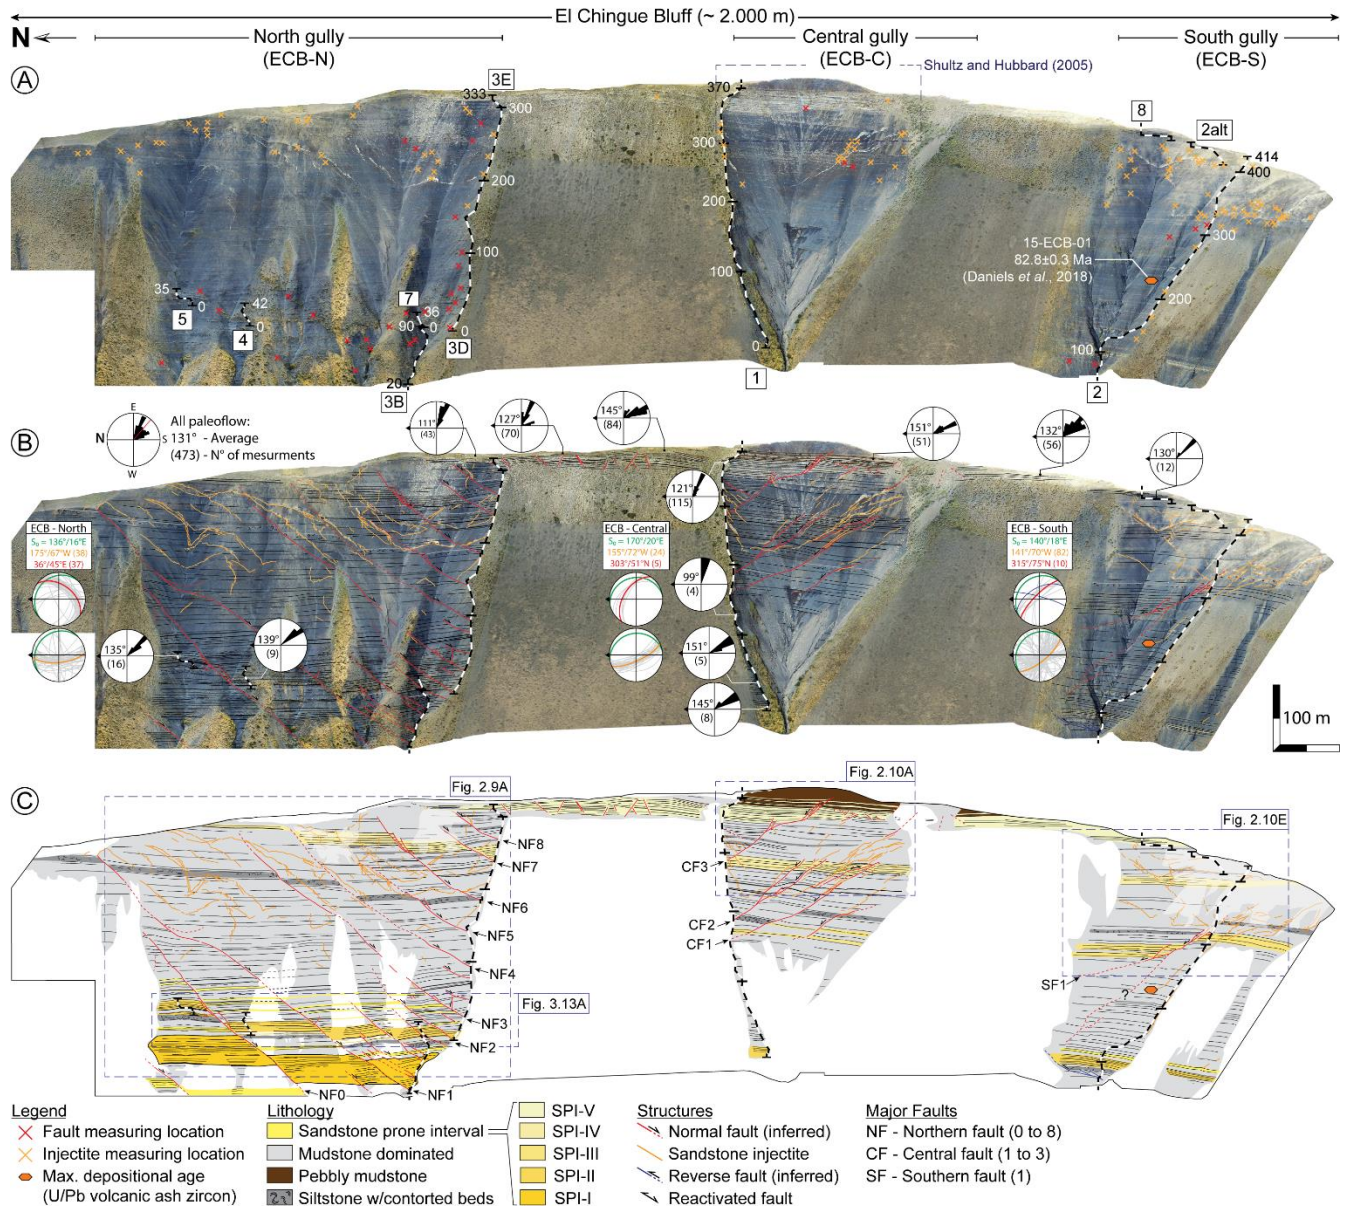 El Chingue Bluff (~ 2.000 m)
N
North gully
(ECB-N)
Central gully
(ECB-C)
South gully
(ECB-S)
A
Shultz and Hubbard (2005)
333
3E
300
200
100
0
3D
35
5
0
42
4
0
7
36
90
0
20
3B
370
300
200
100
0
1
8
2alt
414
400
300
15-ECB-01
82.8±0.3 Ma
(Daniels et al., 2018)
200
100
2
B
E
N
S
W
All paleoflow:
131° - Average
(473) - N° of mesurments
111°
(43)
127°
(70)
145°
(84)
151°
(51)
132°
(56)
130°
(12)
121°
(115)
99°
(4)
151°
(5)
145°
(8)
135°
(16)
139°
(9)
ECB - North
S₀ = 136°/16°E
175°/67°W (38)
36°/45°E (37)
ECB - Central
S₀ = 170°/20°E
155°/72°W (24)
303°/51°N (5)
ECB - South
S₀ = 140°/18°E
141°/70°W (82)
315°/75°N (10)
100 m
C
Fig. 2.9A
Fig. 2.10A
Fig. 2.10E
Fig. 3.13A
NF8
NF7
NF6
NF5
NF4
NF3
NF2
NF1
NF0
CF3
CF2
CF1
SF1
?
Legend
Fault measuring location
Injectite measuring location
Max. depositional age
(U/Pb volcanic ash zircon)
Lithology
Sandstone prone interval
Mudstone dominated
Pebbly mudstone
Siltstone w/contorted beds
SPI-V
SPI-IV
SPI-III
SPI-II
SPI-I
Structures
Normal fault (inferred)
Sandstone injectite
Reverse fault (inferred)
Reactivated fault
Major Faults
NF - Northern fault (0 to 8)
CF - Central fault (1 to 3)
SF - Southern fault (1)